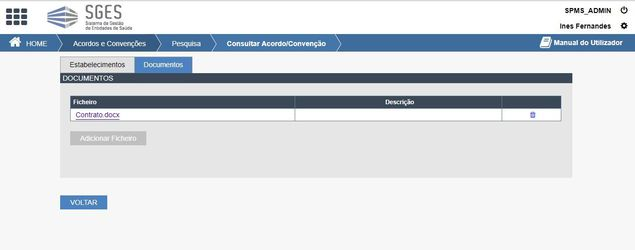 SGES
Sistema de Gestão
de Entidades de Saúde
SPMS_ADMIN
Ines Fernandes
HOME
Acordos e Convenções
Pesquisa
Consultar Acordo/Convenção
Manual do Utilizador
Estabelecimentos
Documentos
DOCUMENTOS
Ficheiro
Descrição
Contrato.docx
Adicionar Ficheiro
VOLTAR